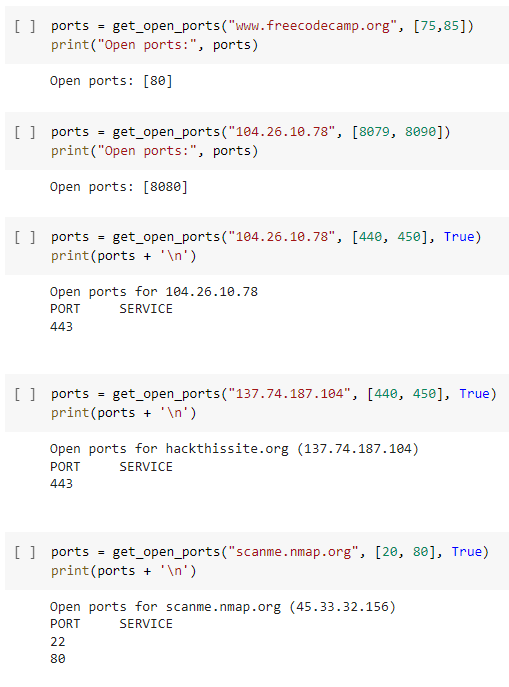 [ ] ports = get_open_ports("www.freecodecamp.org", [75,85])
print("Open ports:", ports)
Open ports: [80]
[ ] ports = get_open_ports("104.26.10.78", [8079, 8090])
print("Open ports:", ports)
Open ports: [8080]
[ ] ports = get_open_ports("104.26.10.78", [440, 450], True)
print(ports + '\n')
Open ports for 104.26.10.78
PORT     SERVICE
443
[ ] ports = get_open_ports("137.74.187.104", [440, 450], True)
print(ports + '\n')
Open ports for hackthissite.org (137.74.187.104)
PORT     SERVICE
443
[ ] ports = get_open_ports("scanme.nmap.org", [20, 80], True)
print(ports + '\n')
Open ports for scanme.nmap.org (45.33.32.156)
PORT     SERVICE
22
80